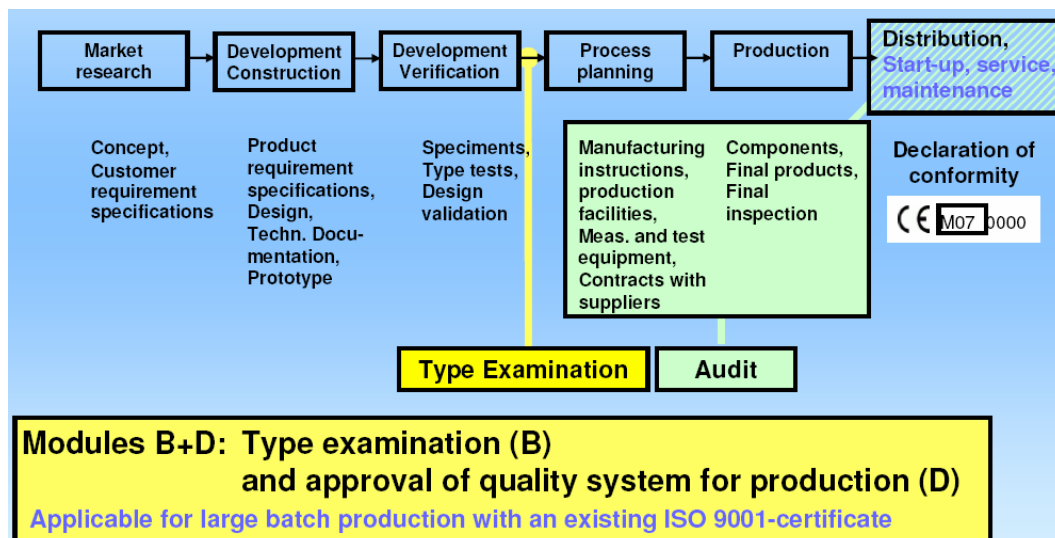 Market
research
Development
Construction
Development
Verification
Process
planning
Production
Distribution,
Start-up, service,
maintenance
Concept,
Customer
requirement
specifications
Product
requirement
specifications,
Design,
Techn. Docu-
mentation,
Prototype
Speciments,
Type tests,
Design
validation
Manufacturing
instructions,
production
facilities,
Meas. and test
equipment,
Contracts with
suppliers
Components,
Final products,
Final
inspection
Declaration of
conformity
CE M07 0000
Type Examination
Audit
Modules B+D: Type examination (B)
and approval of quality system for production (D)
Applicable for large batch production with an existing ISO 9001-certificate